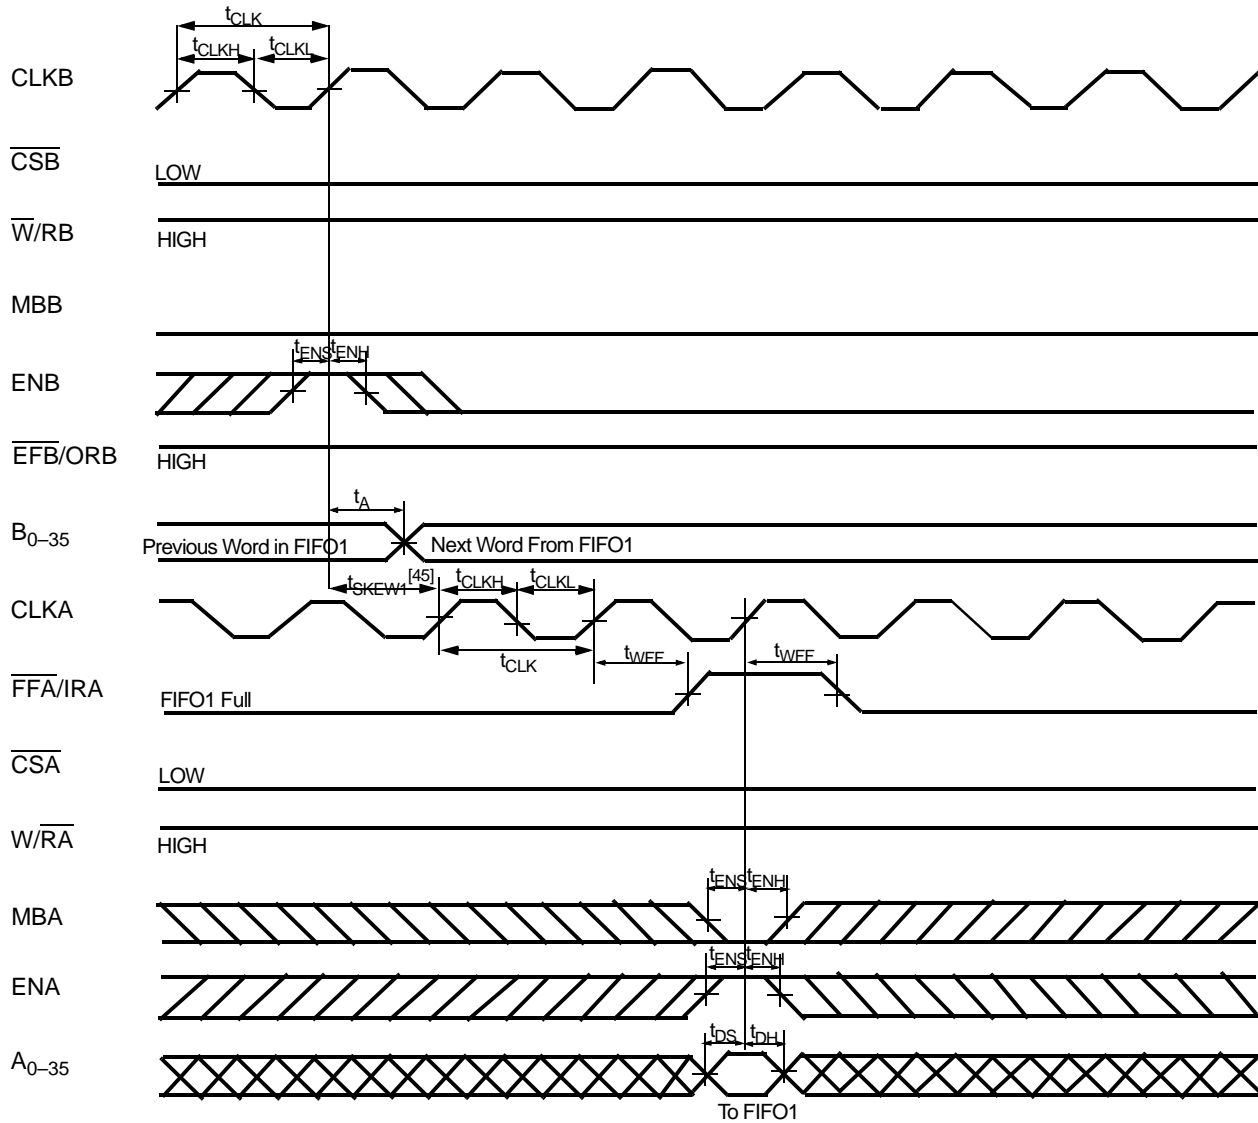 tCLK
tCLKH tCLKL
CLKB
CSB
LOW
W/RB
HIGH
MBB
tENS tENH
ENB
EFB/ORB
HIGH
tA
B0–35
Previous Word in FIFO1 Next Word From FIFO1
tSKEW1[45] tCLKH tCLKL
CLKA
tCLK tWFF tWFF
FFA/IRA
FIFO1 Full
CSA
LOW
W/RA
HIGH
tENS tENH
MBA
tENS tENH
ENA
tDS tDH
A0–35
To FIFO1